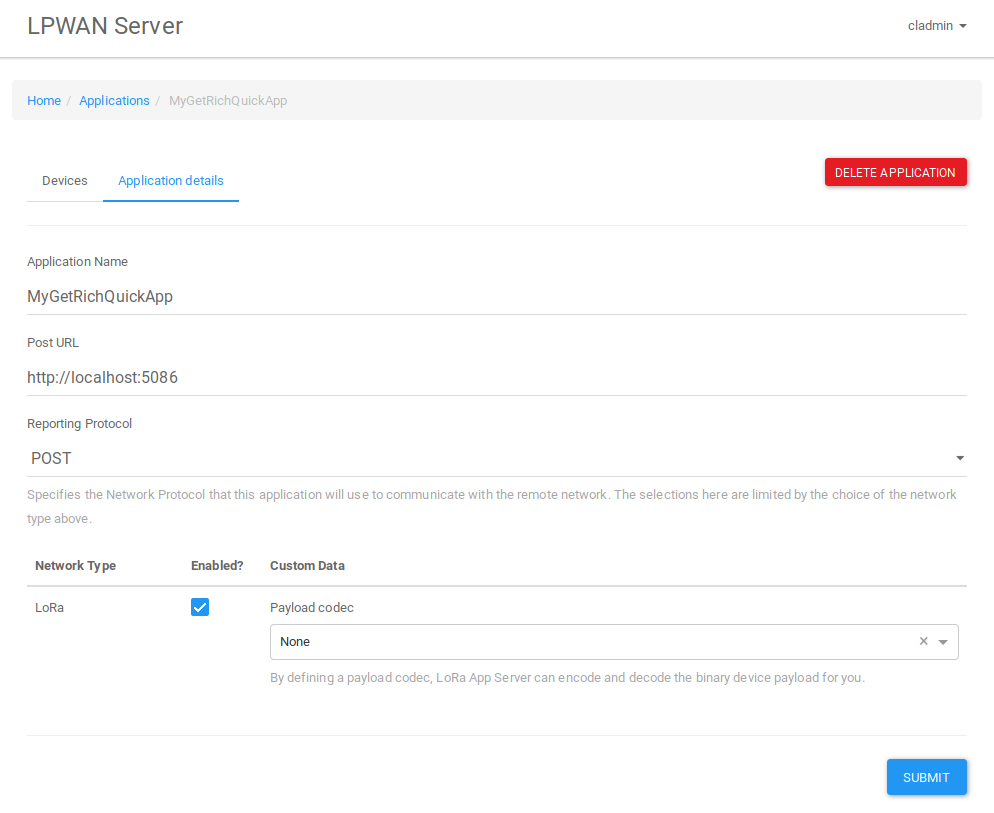 LPWAN Server
cladmin
Home / Applications / MyGetRichQuickApp
Devices
Application details
DELETE APPLICATION
Application Name
MyGetRichQuickApp
Post URL
http://localhost:5086
Reporting Protocol
POST
Specifies the Network Protocol that this application will use to communicate with the remote network. The selections here are limited by the choice of the network
type above.
Network Type Enabled? Custom Data
LoRa
Payload codec
None
By defining a payload codec, LoRa App Server can encode and decode the binary device payload for you.
SUBMIT